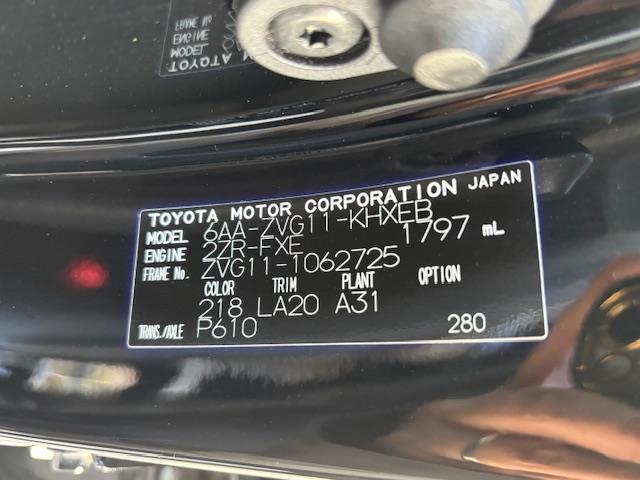 TOYOTA MOTOR CORPORATION JAPAN
MODEL 6AA-ZVG11-KHXEB
ENGINE 2ZR-FXE 1797 mL
FRAME No. ZVG11-1062725
COLOR TRIM PLANT OPTION
218 LA20 A31
TRANS./AXLE P610 280